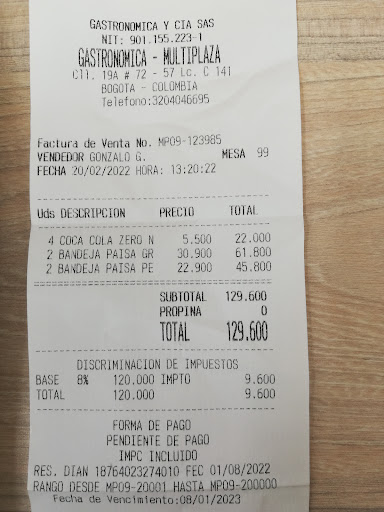 GASTRONOMICA Y CIA SAS
NIT: 901.155.223-1
GASTRONOMICA - MULTIPLAZA
Cll. 19A # 72 - 57 Lc. C 141
BOGOTA - COLOMBIA
Telefono:3204046695
Factura de Venta No. MP09-123985
VENDEDOR GONZALO G. MESA 99
FECHA 20/02/2022 HORA: 13:20:22
Uds DESCRIPCION PRECIO TOTAL
4 COCA COLA ZERO N 5.500 22.000
2 BANDEJA PAISA GR 30.900 61.800
2 BANDEJA PAISA PE 22.900 45.800
SUBTOTAL 129.600
PROPINA 0
TOTAL 129.600
DISCRIMINACION DE IMPUESTOS
BASE 8% 120.000 IMPTO 9.600
TOTAL 120.000 9.600
FORMA DE PAGO
PENDIENTE DE PAGO
IMPC INCLUIDO
RES. DIAN 18764023274010 FEC 01/08/2022
RANGO DESDE MP09-20001 HASTA MP09-200000
Fecha de Vencimiento:08/01/2023